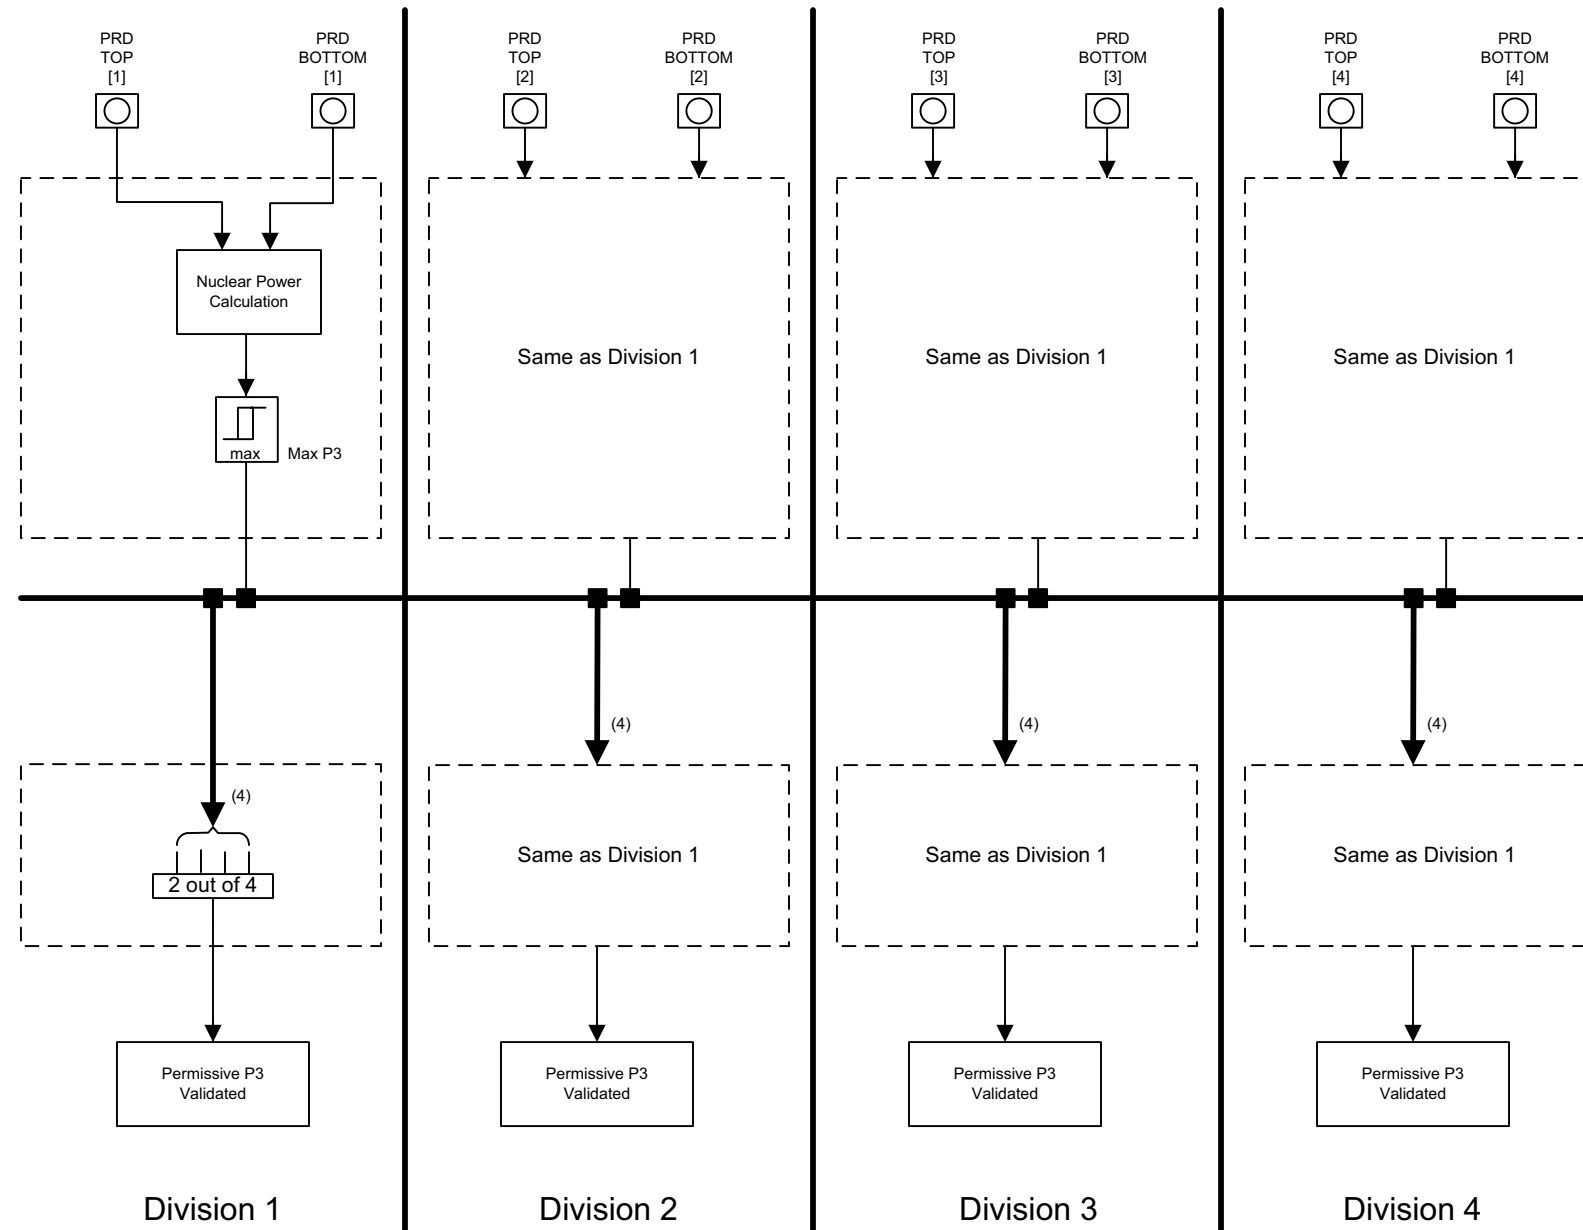 PRD
TOP
[1]
PRD
BOTTOM
[1]
PRD
TOP
[2]
PRD
BOTTOM
[2]
PRD
TOP
[3]
PRD
BOTTOM
[3]
PRD
TOP
[4]
PRD
BOTTOM
[4]
Nuclear Power
Calculation
max
Max P3
Same as Division 1
Same as Division 1
Same as Division 1
(4)
(4)
(4)
(4)
2 out of 4
Same as Division 1
Same as Division 1
Same as Division 1
Permissive P3
Validated
Permissive P3
Validated
Permissive P3
Validated
Permissive P3
Validated
Division 1
Division 2
Division 3
Division 4